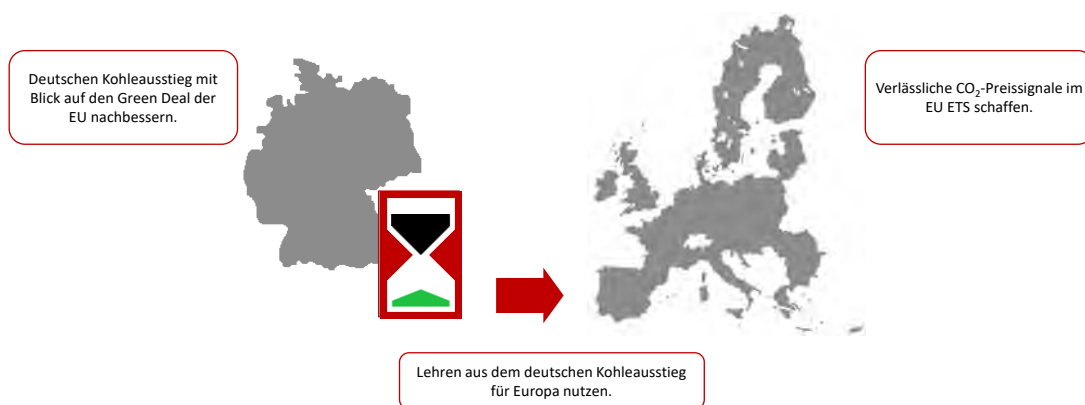 Deutschen Kohleausstieg mit
Blick auf den Green Deal der
EU nachbessern.
Verlässliche CO₂-Preissignale im
EU ETS schaffen.
Lehren aus dem deutschen Kohleausstieg
für Europa nutzen.